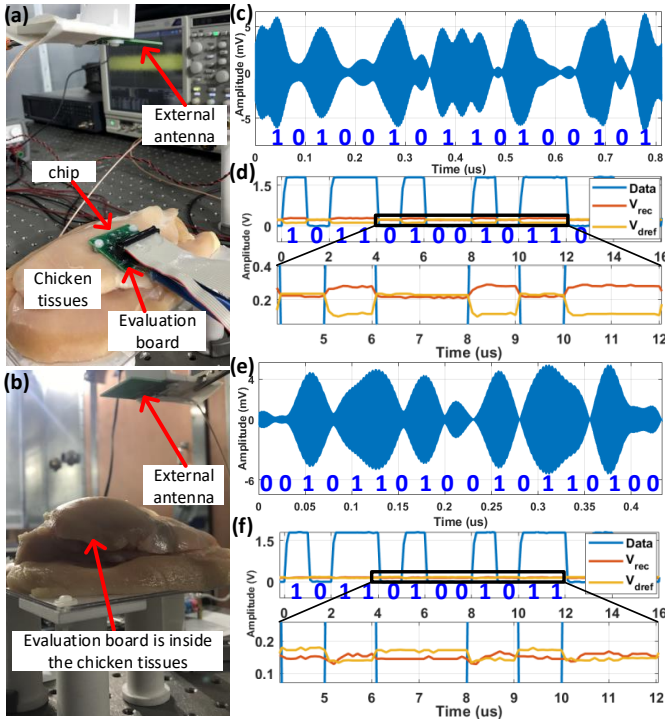 (a)
External
antenna
chip
Chicken
tissues
Evaluation
board
(b)
External
antenna
Evaluation board is inside
the chicken tissues
(c)
Amplitude (mV)
5
0
-5
1 0 1 0 0 1 0 1 1 0 1 0 0 1 0 1
0 0.1 0.2 0.3 0.4 0.5 0.6 0.7 0.8
Time (us)
(d)
Amplitude (V)
1.5
0
Data
V_rec
V_dref
1 0 1 1 0 1 0 0 1 0 1 1 0
0 2 4 6 8 10 12 14 16
0.4
0.2
5 6 7 8 9 10 11 12
Time (us)
(e)
Amplitude (mV)
4
0
-6
0 0 1 0 1 1 0 1 0 0 1 0 1 1 0 1 0 0
0 0.05 0.1 0.15 0.2 0.25 0.3 0.35 0.4
Time (us)
(f)
Amplitude (V)
1.5
0
Data
V_rec
V_dref
1 0 1 1 0 1 0 0 1 0 1 1
0 2 4 6 8 10 12 14 16
0.2
0.1
5 6 7 8 9 10 11 12
Time (us)